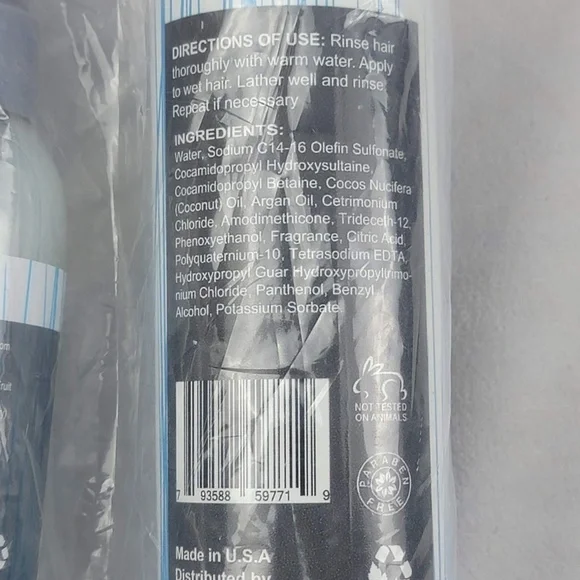 DIRECTIONS OF USE: Rinse hair
thoroughly with warm water. Apply
to wet hair. Lather well and rinse
Repeat if necessary
INGREDIENTS:
Water, Sodium C14-16 Olefin Sulfonate,
Cocamidopropyl Hydroxysultaine,
Cocamidopropyl Betaine, Cocos Nucifera
(Coconut) Oil, Argan Oil, Cetrimonium
Chloride, Amodimethicone, Trideceth-12,
Phenoxyethanol, Fragrance, Citric Acid,
Polyquaternium-10, Tetrasodium EDTA,
Hydroxypropyl Guar Hydroxypropyltrimo-
nium Chloride, Panthenol, Benzyl
Alcohol, Potassium Sorbate
NOT TESTED
ON ANIMALS
PARABEN
FREE
7 93588 59771 9
Made in U.S.A
Distributed by